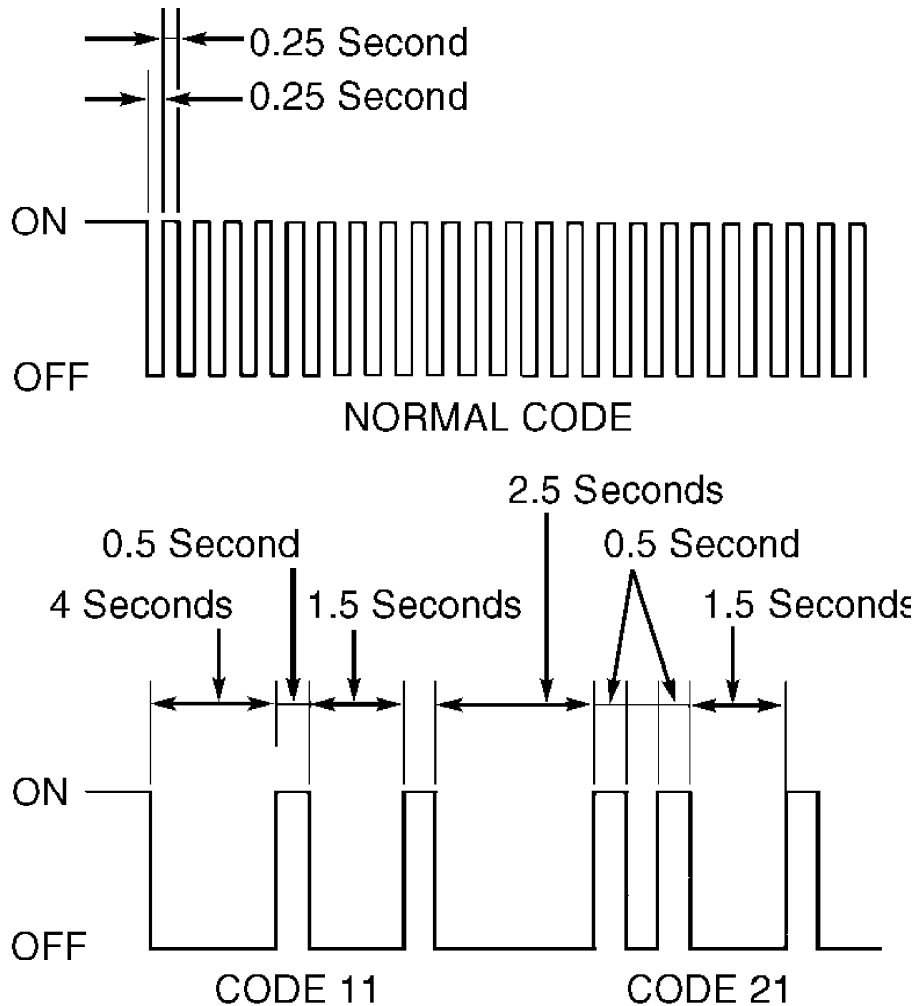 0.25 Second
0.25 Second
ON
OFF
NORMAL CODE
2.5 Seconds
0.5 Second
0.5 Second
4 Seconds
1.5 Seconds
1.5 Seconds
ON
OFF
CODE 11
CODE 21